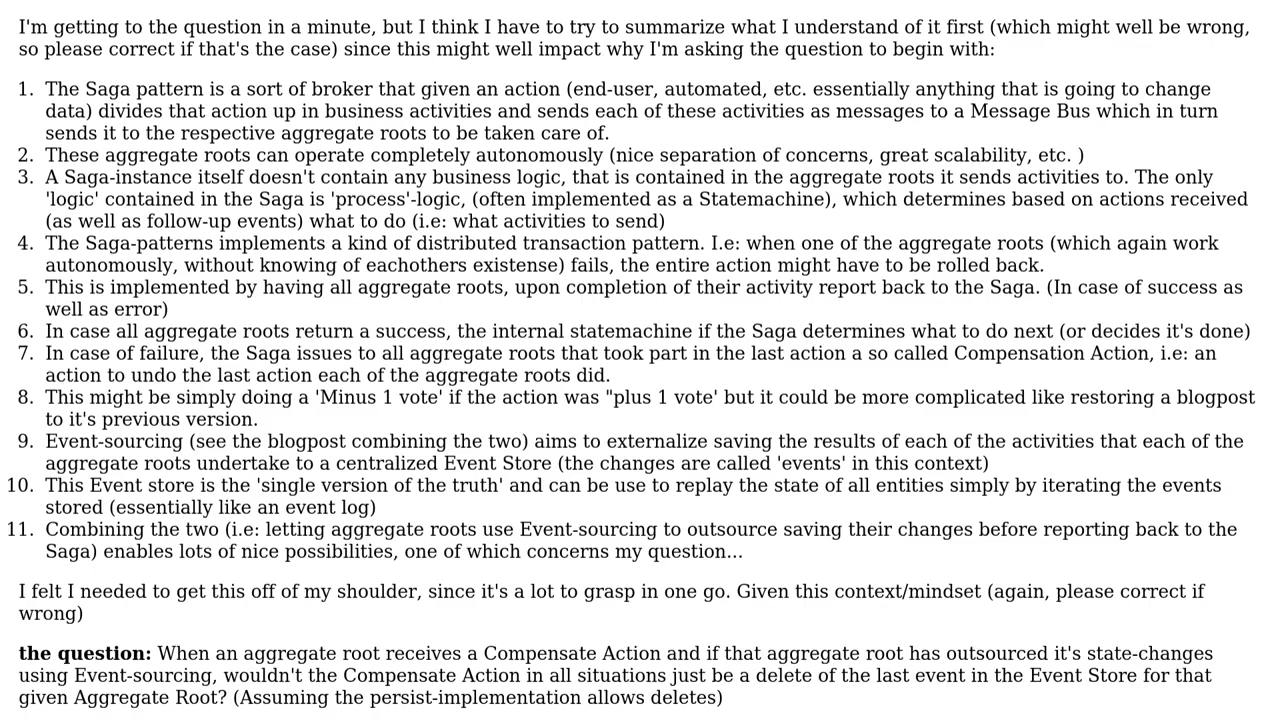 I'm getting to the question in a minute, but I think I have to try to summarize what I understand of it first (which might well be wrong,
so please correct if that's the case) since this might well impact why I'm asking the question to begin with:
1. The Saga pattern is a sort of broker that given an action (end-user, automated, etc. essentially anything that is going to change
data) divides that action up in business activities and sends each of these activities as messages to a Message Bus which in turn
sends it to the respective aggregate roots to be taken care of.
2. These aggregate roots can operate completely autonomously (nice separation of concerns, great scalability, etc. )
3. A Saga-instance itself doesn't contain any business logic, that is contained in the aggregate roots it sends activities to. The only
'logic' contained in the Saga is 'process'-logic, (often implemented as a Statemachine), which determines based on actions received
(as well as follow-up events) what to do (i.e: what activities to send)
4. The Saga-patterns implements a kind of distributed transaction pattern. I.e: when one of the aggregate roots (which again work
autonomously, without knowing of eachothers existense) fails, the entire action might have to be rolled back.
5. This is implemented by having all aggregate roots, upon completion of their activity report back to the Saga. (In case of success as
well as error)
6. In case all aggregate roots return a success, the internal statemachine if the Saga determines what to do next (or decides it's done)
7. In case of failure, the Saga issues to all aggregate roots that took part in the last action a so called Compensation Action, i.e: an
action to undo the last action each of the aggregate roots did.
8. This might be simply doing a 'Minus 1 vote' if the action was "plus 1 vote' but it could be more complicated like restoring a blogpost
to it's previous version.
9. Event-sourcing (see the blogpost combining the two) aims to externalize saving the results of each of the activities that each of the
aggregate roots undertake to a centralized Event Store (the changes are called 'events' in this context)
10. This Event store is the 'single version of the truth' and can be use to replay the state of all entities simply by iterating the events
stored (essentially like an event log)
11. Combining the two (i.e: letting aggregate roots use Event-sourcing to outsource saving their changes before reporting back to the
Saga) enables lots of nice possibilities, one of which concerns my question...
I felt I needed to get this off of my shoulder, since it's a lot to grasp in one go. Given this context/mindset (again, please correct if
wrong)
the question: When an aggregate root receives a Compensate Action and if that aggregate root has outsourced it's state-changes
using Event-sourcing, wouldn't the Compensate Action in all situations just be a delete of the last event in the Event Store for that
given Aggregate Root? (Assuming the persist-implementation allows deletes)